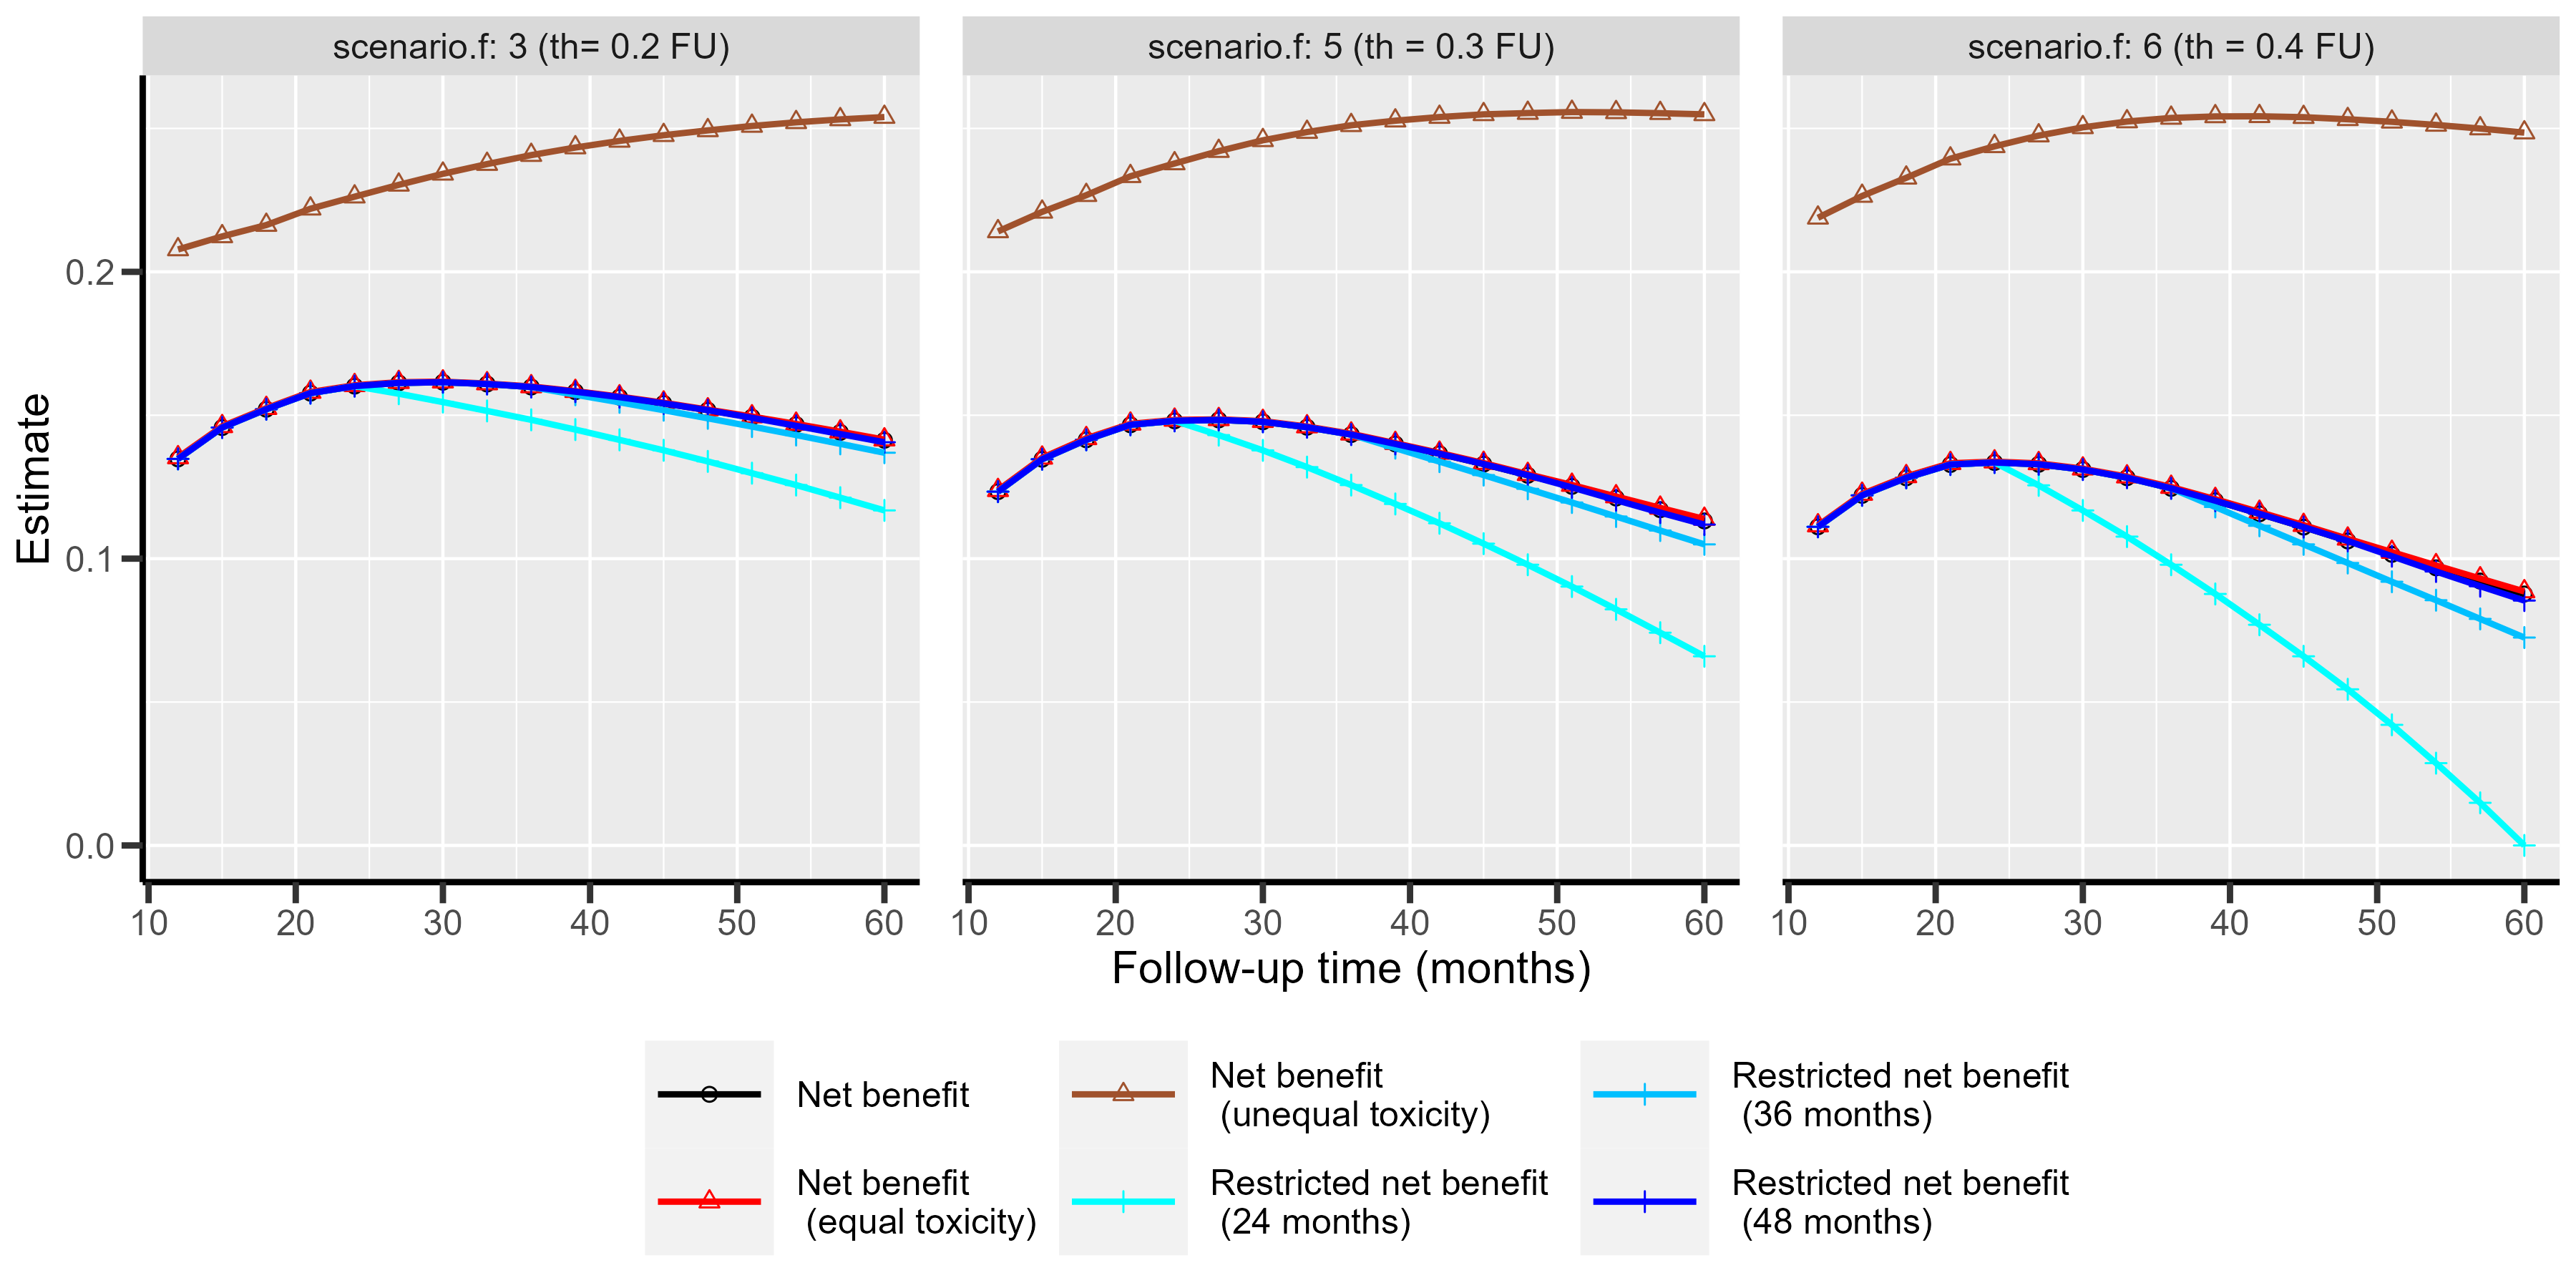 scenario.f: 3 (th= 0.2 FU)
scenario.f: 5 (th = 0.3 FU)
scenario.f: 6 (th = 0.4 FU)
Estimate
0.2
0.1
0.0
10 20 30 40 50 60
10 20 30 40 50 60
10 20 30 40 50 60
Follow-up time (months)
Net benefit
Net benefit
(equal toxicity)
Net benefit
(unequal toxicity)
Restricted net benefit
(24 months)
Restricted net benefit
(36 months)
Restricted net benefit
(48 months)